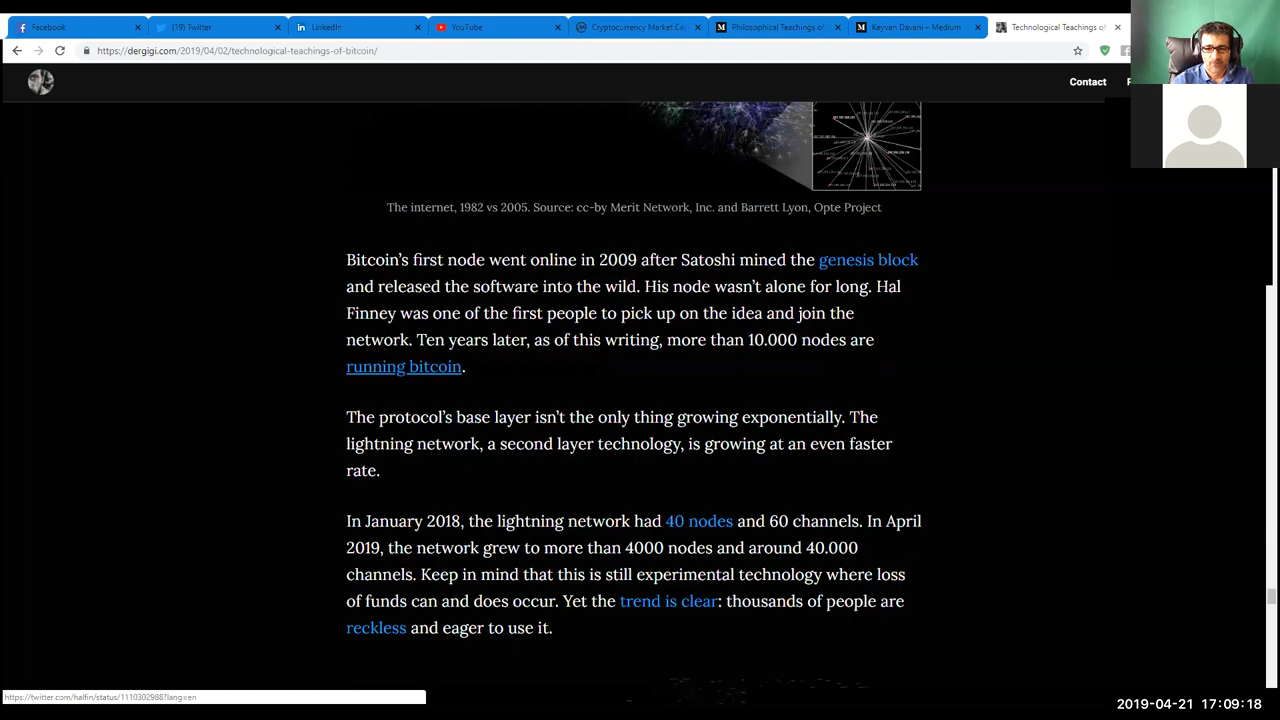 Facebook
(19) Twitter
LinkedIn
YouTube
Cryptocurrency Market Ca
Philosophical Teachings o
Keyvan Davani – Medium
Technological Teachings of
https://dergigi.com/2019/04/02/technological-teachings-of-bitcoin/
Contact
The internet, 1982 vs 2005. Source: cc-by Merit Network, Inc. and Barrett Lyon, Opte Project
Bitcoin’s first node went online in 2009 after Satoshi mined the genesis block
and released the software into the wild. His node wasn’t alone for long. Hal
Finney was one of the first people to pick up on the idea and join the
network. Ten years later, as of this writing, more than 10.000 nodes are
running bitcoin.
The protocol’s base layer isn’t the only thing growing exponentially. The
lightning network, a second layer technology, is growing at an even faster
rate.
In January 2018, the lightning network had 40 nodes and 60 channels. In April
2019, the network grew to more than 4000 nodes and around 40.000
channels. Keep in mind that this is still experimental technology where loss
of funds can and does occur. Yet the trend is clear: thousands of people are
reckless and eager to use it.
https://twitter.com/halfin/status/1110302988?lang=en
2019-04-21 17:09:18